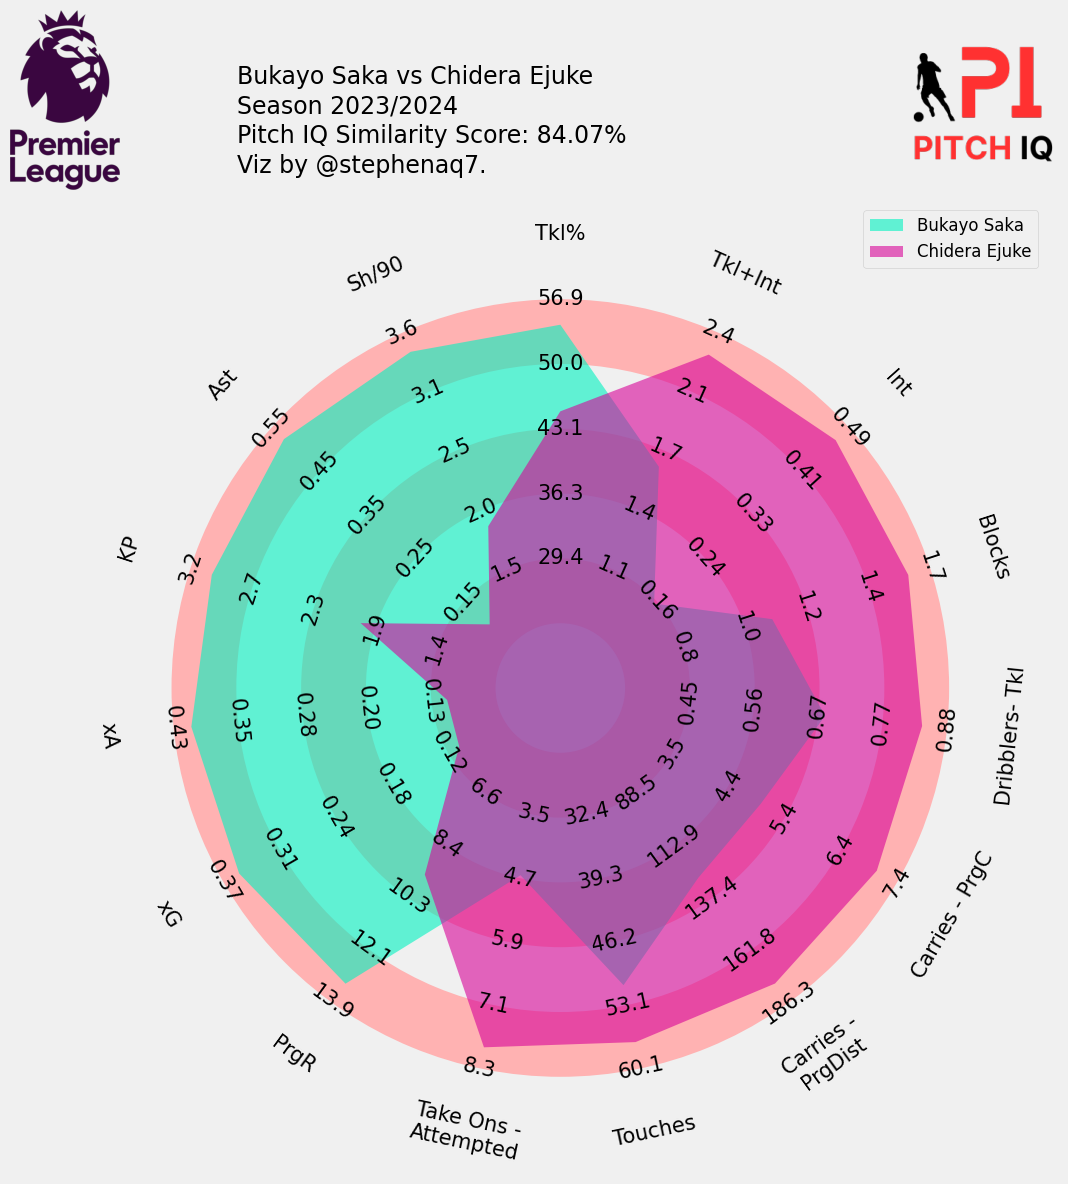 Premier
League
Bukayo Saka vs Chidera Ejuke
Season 2023/2024
Pitch IQ Similarity Score: 84.07%
Viz by @stephenaq7.
PI
PITCH IQ
Bukayo Saka
Chidera Ejuke
Tkl%
56.9
50.0
43.1
36.3
29.4
Tkl+Int
2.4
2.1
1.7
1.4
1.1
Int
0.49
0.41
0.33
0.24
0.16
Blocks
1.7
1.4
1.2
1.0
0.8
Dribblers- Tkl
0.88
0.77
0.67
0.56
0.45
Carries - PrgC
7.4
6.4
5.4
4.4
3.5
Carries -
PrgDist
186.3
161.8
137.4
112.9
88.5
Touches
60.1
53.1
46.2
39.3
32.4
Take Ons -
Attempted
8.3
7.1
5.9
4.7
3.5
PrgR
13.9
12.1
10.3
8.4
6.6
xG
0.37
0.31
0.24
0.18
0.12
xA
0.43
0.35
0.28
0.20
0.13
KP
3.2
2.7
2.3
1.9
1.4
Ast
0.55
0.45
0.35
0.25
0.15
Sh/90
3.6
3.1
2.5
2.0
1.5